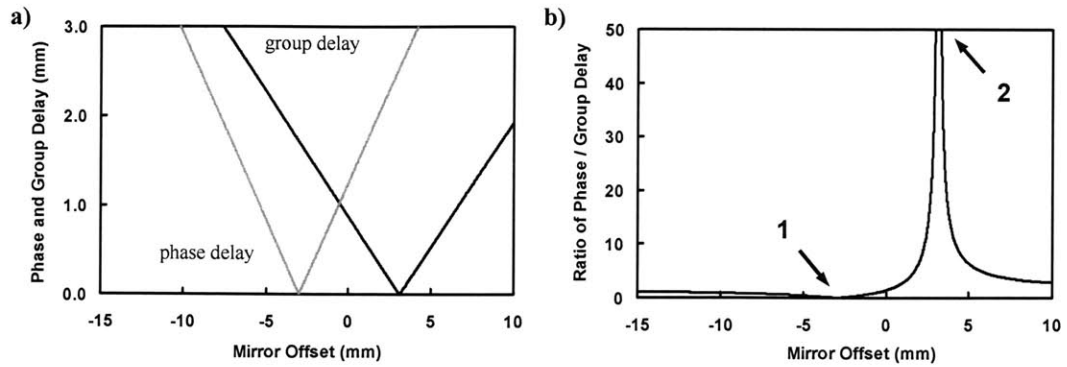 a)
Phase and Group Delay (mm)
3.0
2.0
1.0
0.0
group delay
phase delay
-15 -10 -5 0 5 10
Mirror Offset (mm)
b)
Ratio of Phase / Group Delay
50
40
30
20
10
0
1
2
-15 -10 -5 0 5 10
Mirror Offset (mm)